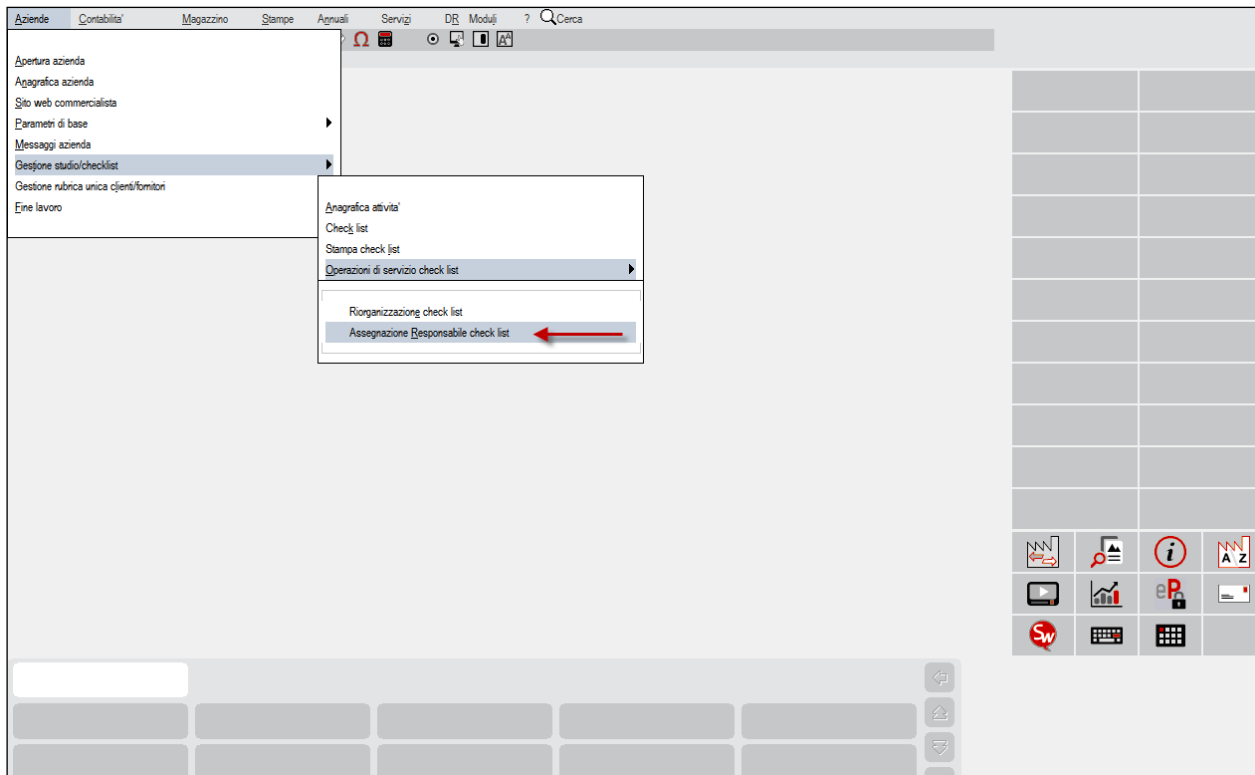 Aziende Contabilita' Magazzino Stampe Annuali Servizi DR Moduli ? Cerca
Ω A A
Apertura azienda
Anagrafica azienda
Sito web commercialista
Parametri di base
Messaggi azienda
Gestione studio/checklist
Gestione rubrica unica clienti/fornitori
Fine lavoro
Anagrafica attivita'
Check list
Stampa check list
Operazioni di servizio check list
Riorganizzazione check list
Assegnazione Responsabile check list
i A Z
eP
Sw